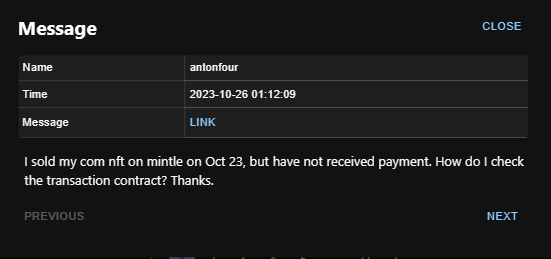 Message
CLOSE
Name antonfour
Time 2023-10-26 01:12:09
Message LINK
I sold my com nft on mintle on Oct 23, but have not received payment. How do I check
the transaction contract? Thanks.
PREVIOUS
NEXT